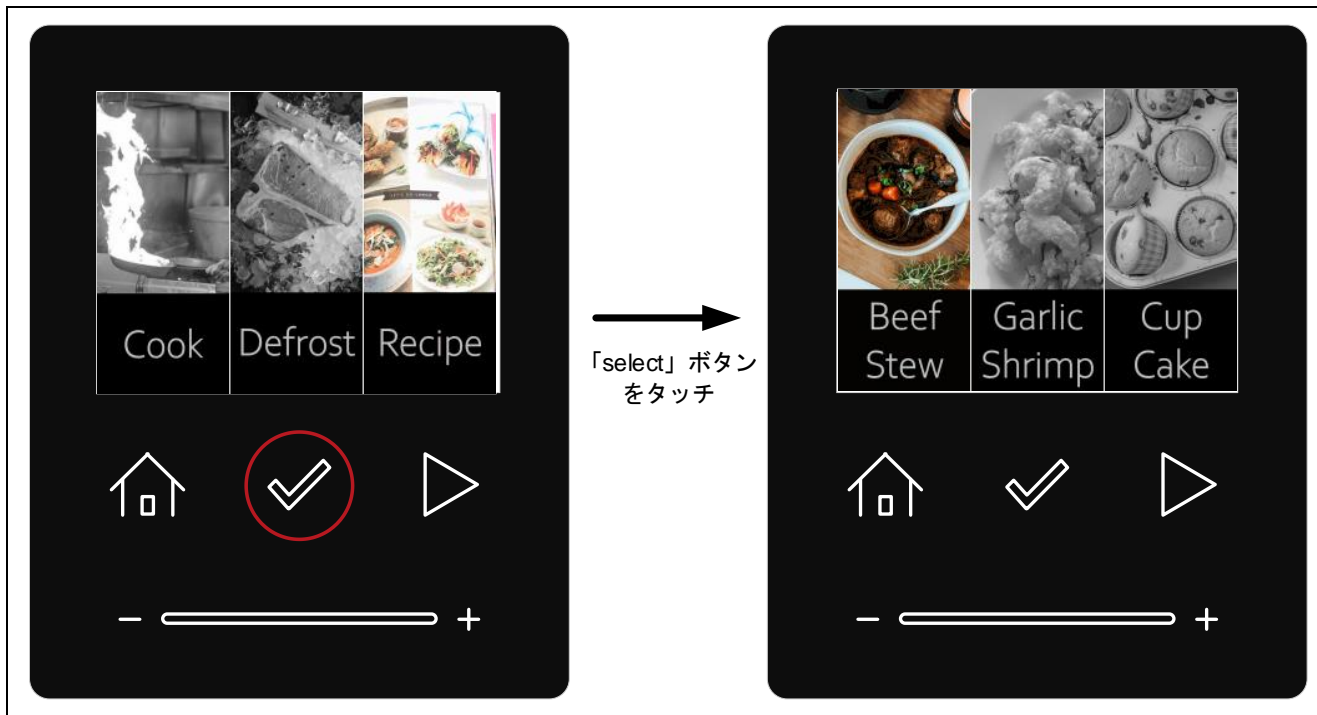 Cook
Defrost
Recipe
「select」ボタン
をタッチ
Beef
Stew
Garlic
Shrimp
Cup
Cake